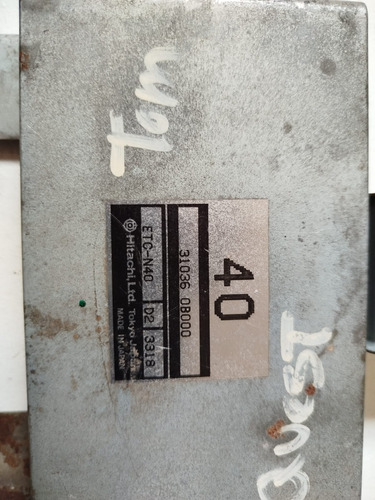 Tom
40
31036 0B000
ETC-N40 D2 3318
Hitachi, Ltd. Tokyo Japan
MADE IN JAPAN
QUEST